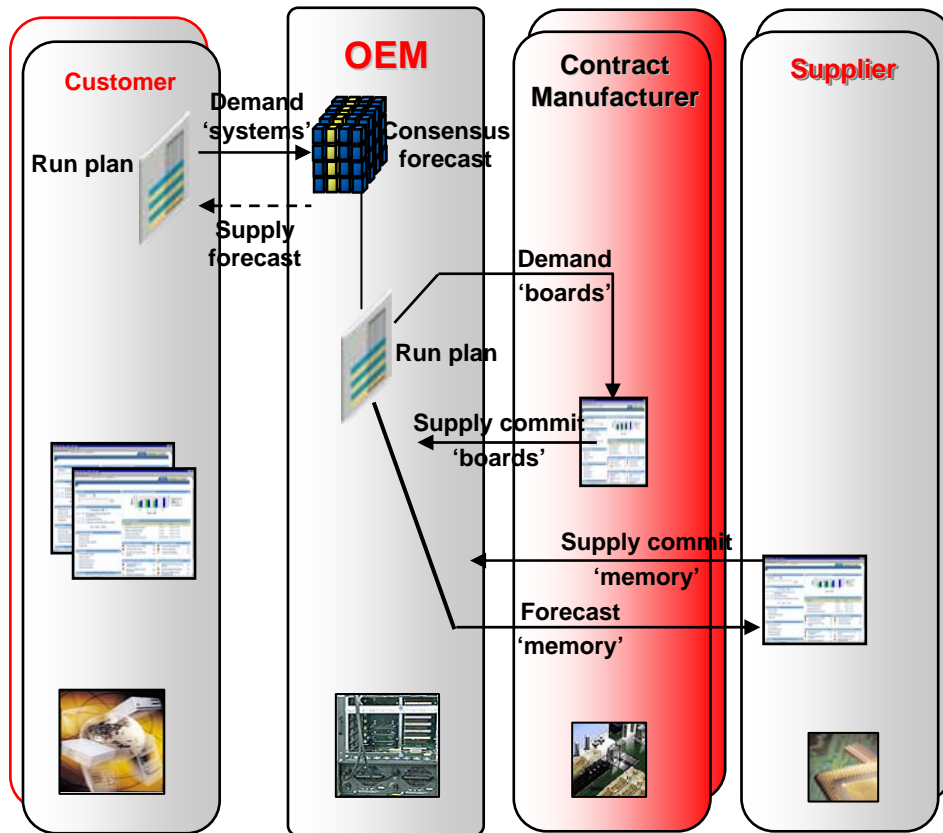 Customer
OEM
Contract
Manufacturer
Supplier
Demand
‘systems’
Consensus
forecast
Run plan
Supply
forecast
Demand
‘boards’
Run plan
Supply commit
‘boards’
Supply commit
‘memory’
Forecast
‘memory’